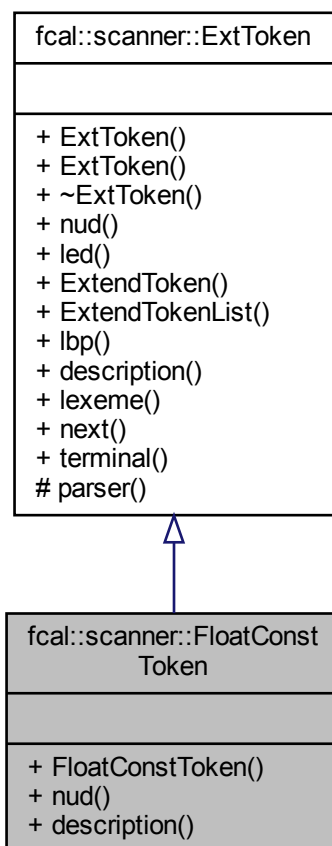 fcal::scanner::ExtToken
+ ExtToken()
+ ExtToken()
+ ~ExtToken()
+ nud()
+ led()
+ ExtendToken()
+ ExtendTokenList()
+ lbp()
+ description()
+ lexeme()
+ next()
+ terminal()
# parser()
fcal::scanner::FloatConst
Token
+ FloatConstToken()
+ nud()
+ description()